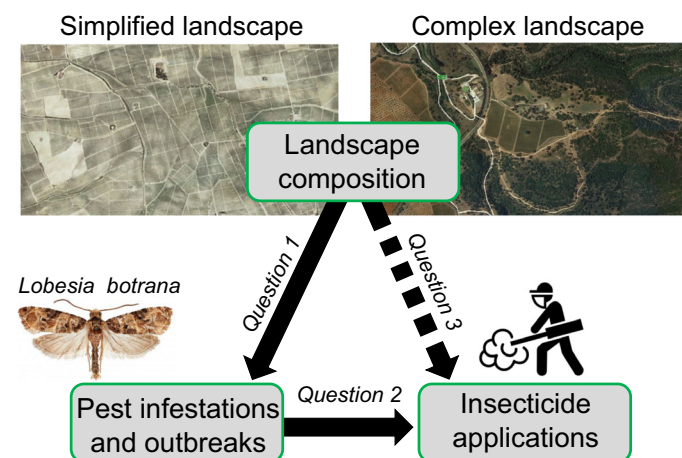 Simplified landscape
Complex landscape
Landscape
composition
Question 1
Question 3
Lobesia botrana
Pest infestations
and outbreaks
Question 2
Insecticide
applications